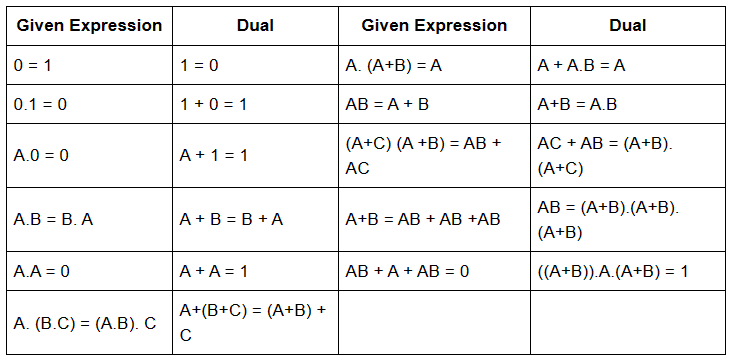 Given Expression Dual Given Expression Dual
0 = 1 1 = 0 A. (A+B) = A A + A.B = A
0.1 = 0 1 + 0 = 1 AB = A + B A+B = A.B
A.0 = 0 A + 1 = 1 (A+C) (A +B) = AB +
AC AC + AB = (A+B).
(A+C)
A.B = B. A A + B = B + A A+B = AB + AB +AB AB = (A+B).(A+B).
(A+B)
A.A = 0 A + A = 1 AB + A + AB = 0 ((A+B)).A.(A+B) = 1
A. (B.C) = (A.B). C A+(B+C) = (A+B) +
C